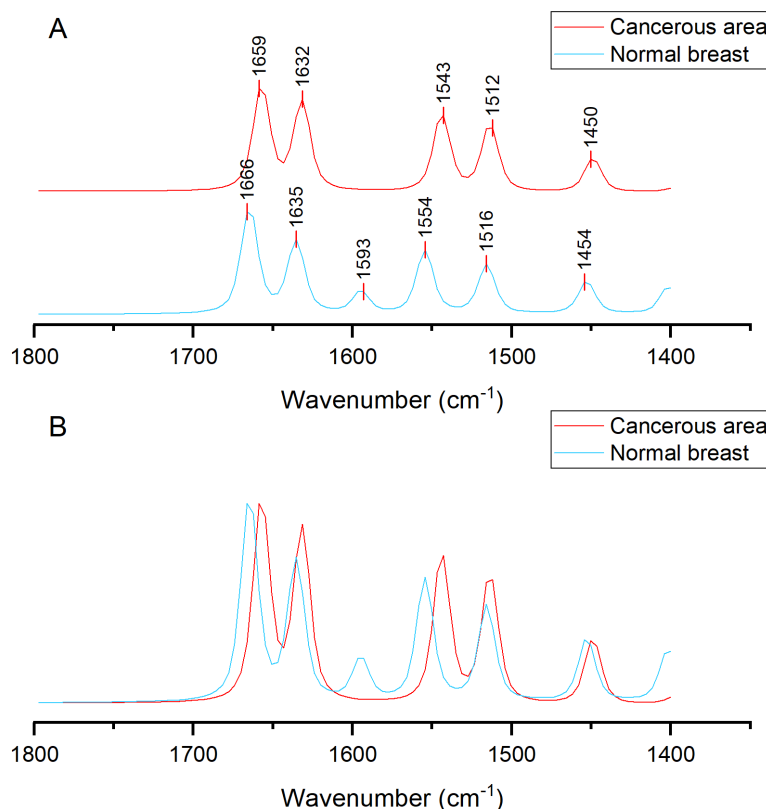 A
Cancerous area
Normal breast
1659
1632
1543
1512
1450
1666
1635
1593
1554
1516
1454
1800 1700 1600 1500 1400
Wavenumber (cm⁻¹)
B
Cancerous area
Normal breast
1800 1700 1600 1500 1400
Wavenumber (cm⁻¹)